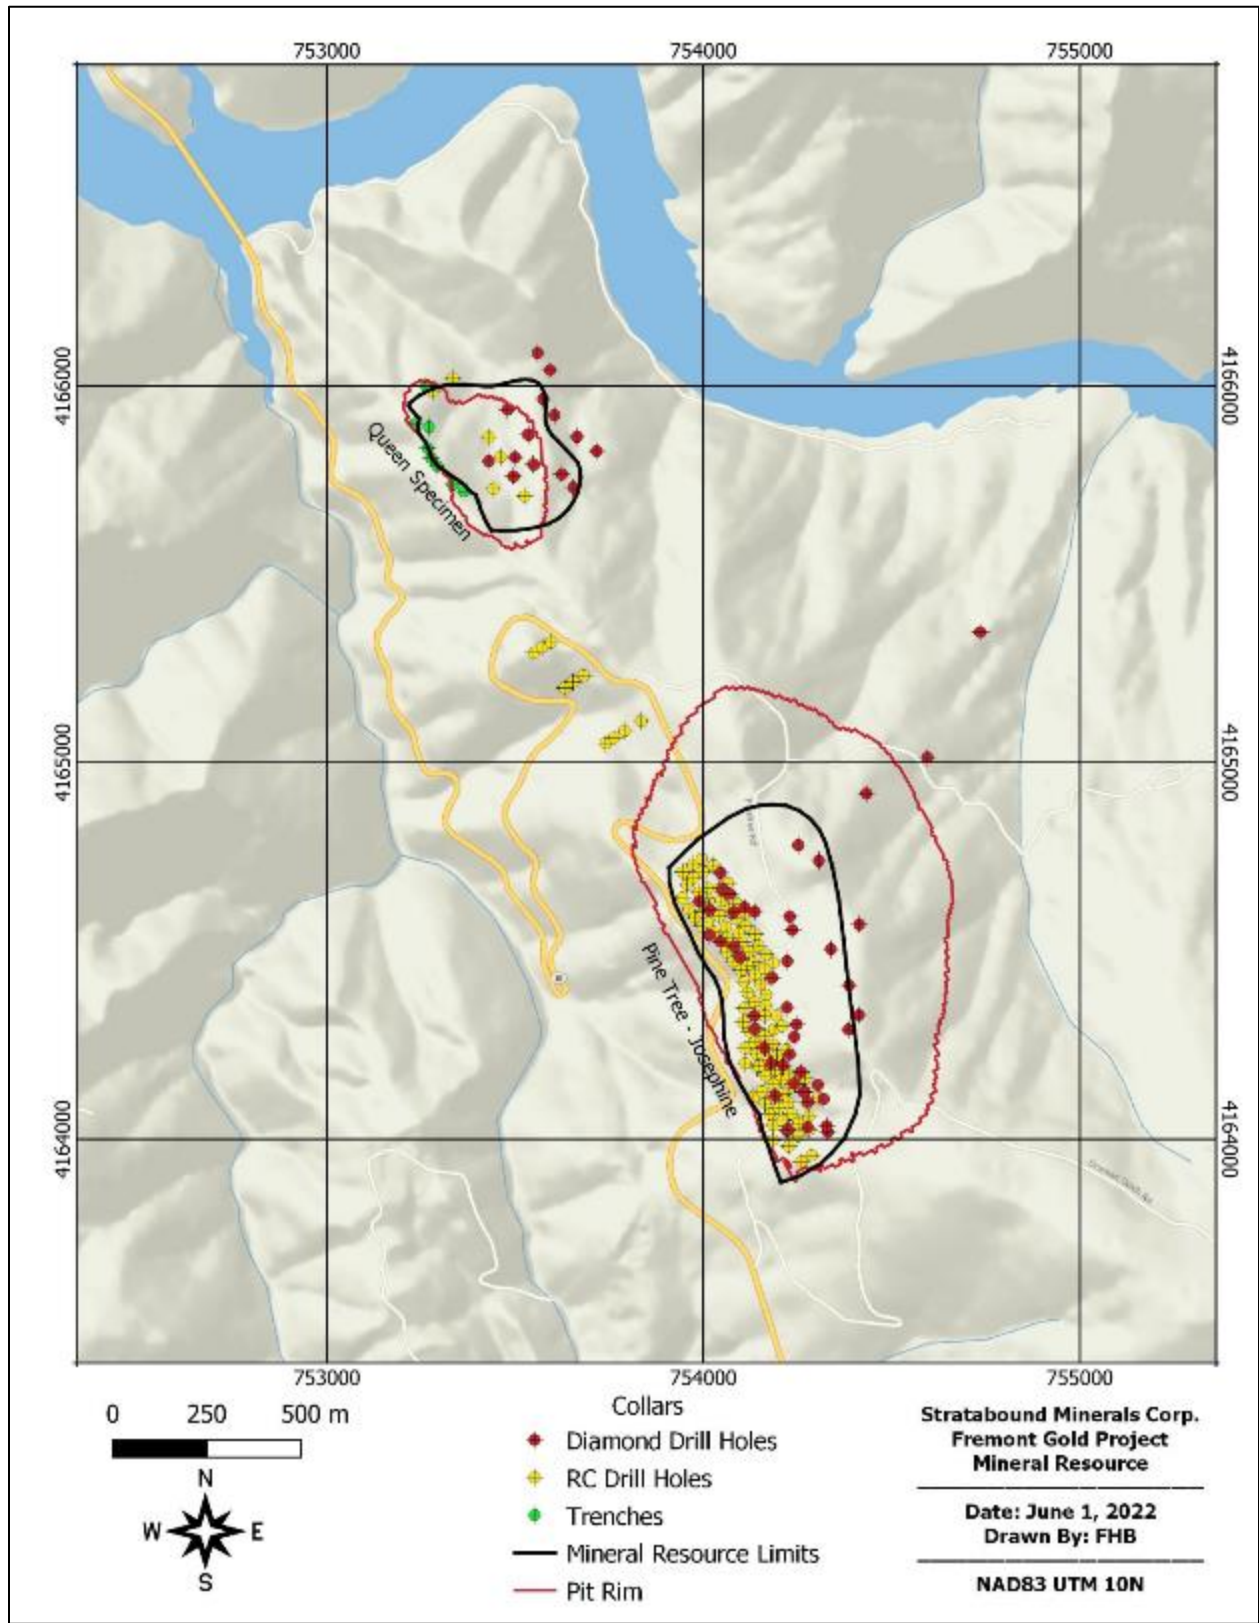 753000
754000
755000
4166000
4166000
Queen Specimen
4165000
4165000
Pine Tree - Josephine
4164000
4164000
753000
754000
755000
0 250 500 m
N
W E
S
Collars
Diamond Drill Holes
RC Drill Holes
Trenches
Mineral Resource Limits
Pit Rim
Stratabound Minerals Corp.
Fremont Gold Project
Mineral Resource
Date: June 1, 2022
Drawn By: FHB
NAD83 UTM 10N